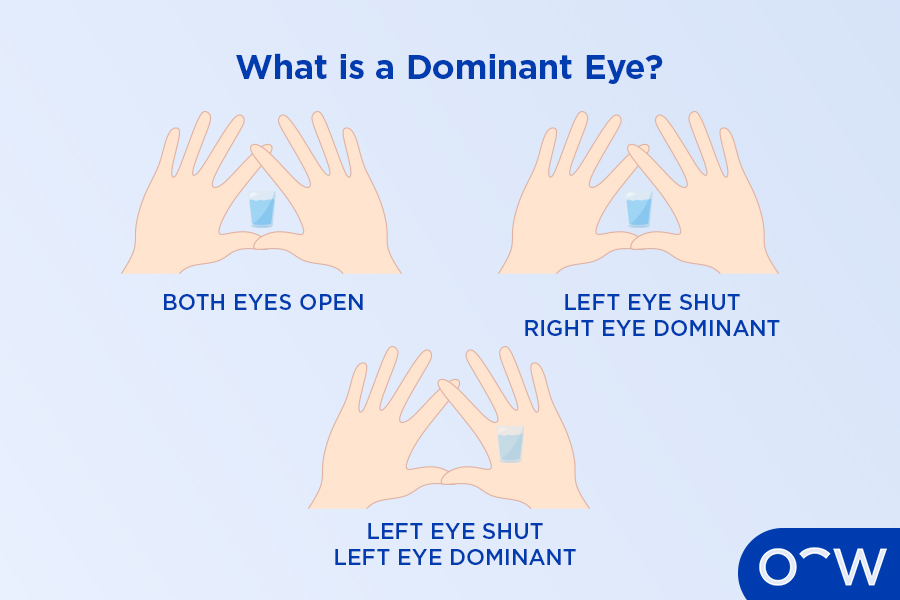 What is a Dominant Eye?
BOTH EYES OPEN
LEFT EYE SHUT
RIGHT EYE DOMINANT
LEFT EYE SHUT
LEFT EYE DOMINANT
OW